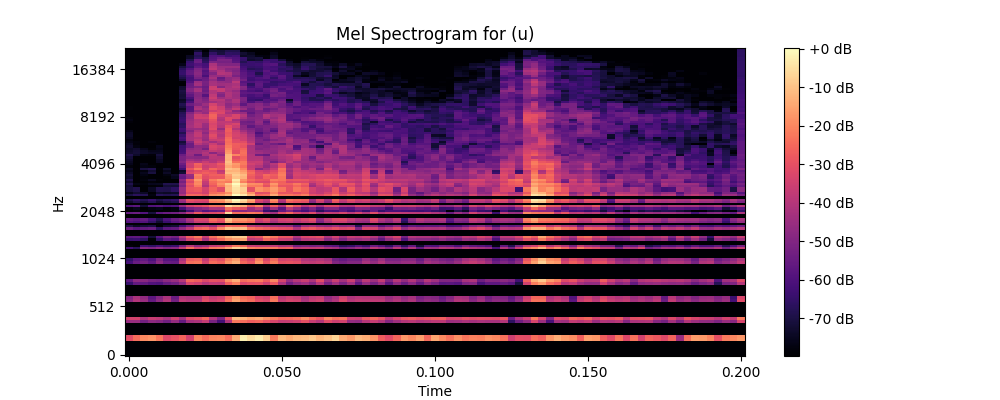 Mel Spectrogram for (u)
Hz
16384
8192
4096
2048
1024
512
0
0.000 0.050 0.100 0.150 0.200
Time
+0 dB
-10 dB
-20 dB
-30 dB
-40 dB
-50 dB
-60 dB
-70 dB